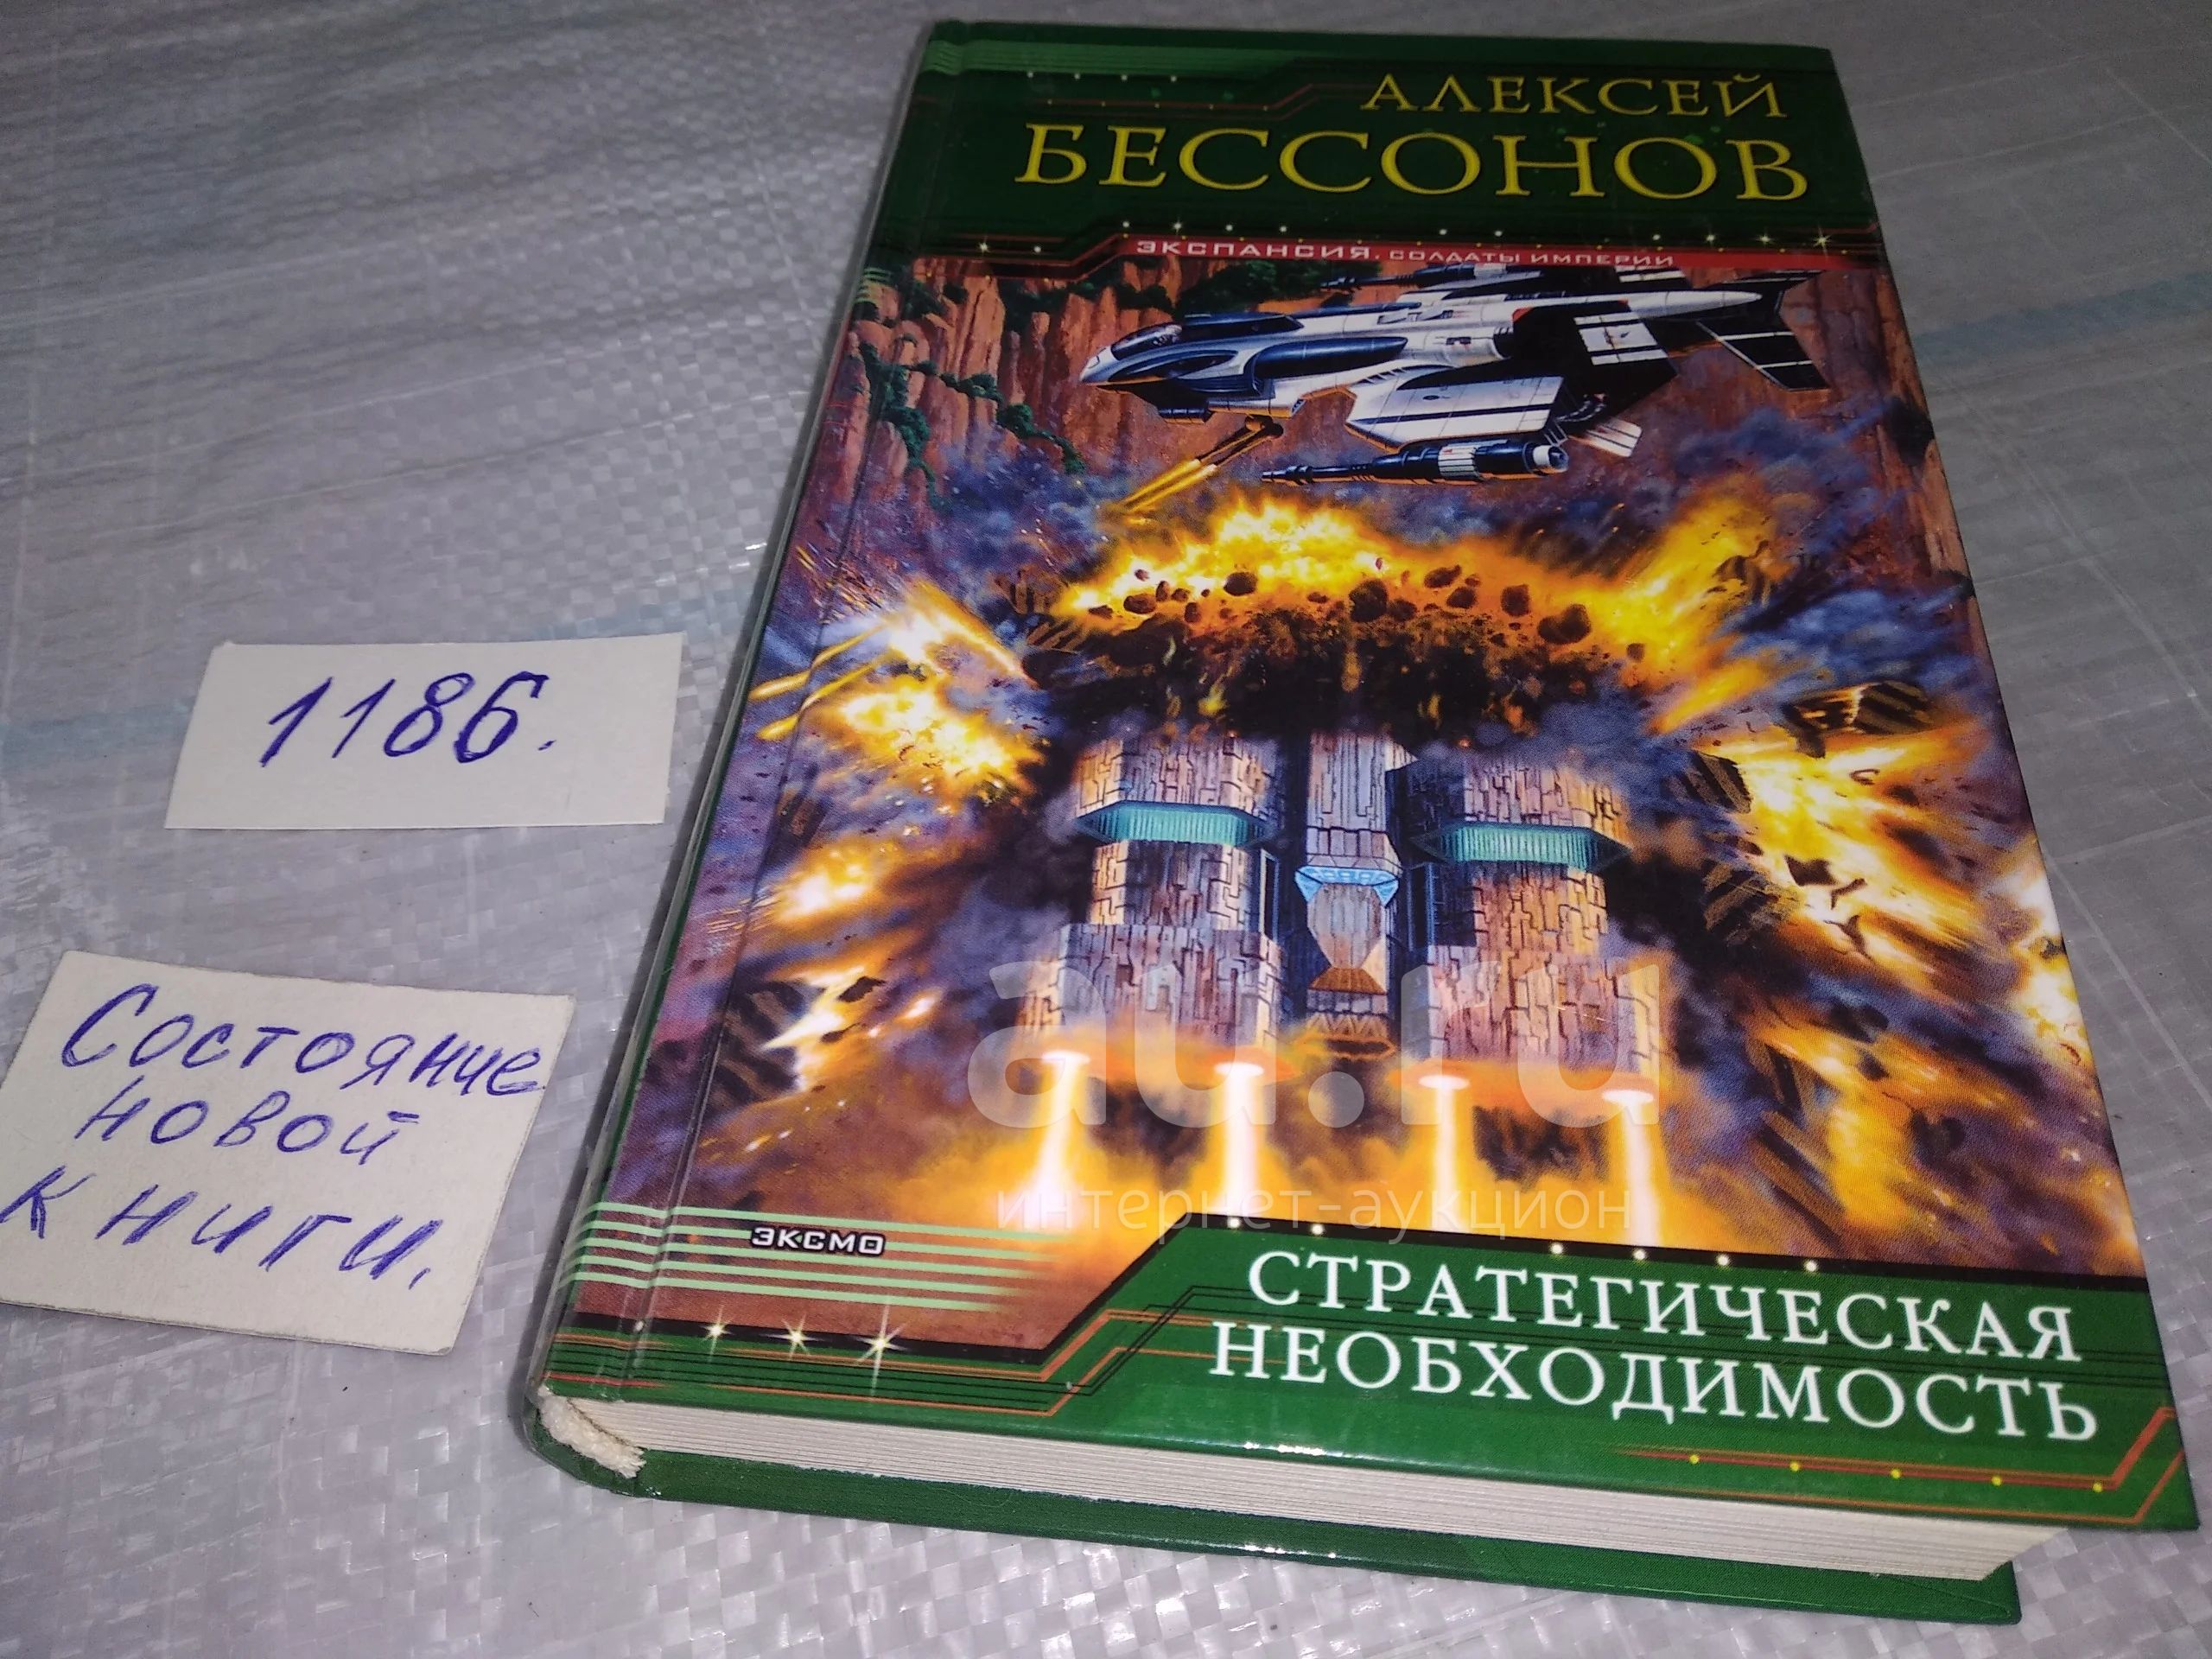 АЛЕКСЕЙ
БЕССОНОВ
ЭКСПАНСИЯ. СОЛДАТЫ ИМПЕРИИ
1186.
Состояние
новой
книги.
au.ru
интернет-аукцион
ЭКСМО
СТРАТЕГИЧЕСКАЯ
НЕОБХОДИМОСТЬ